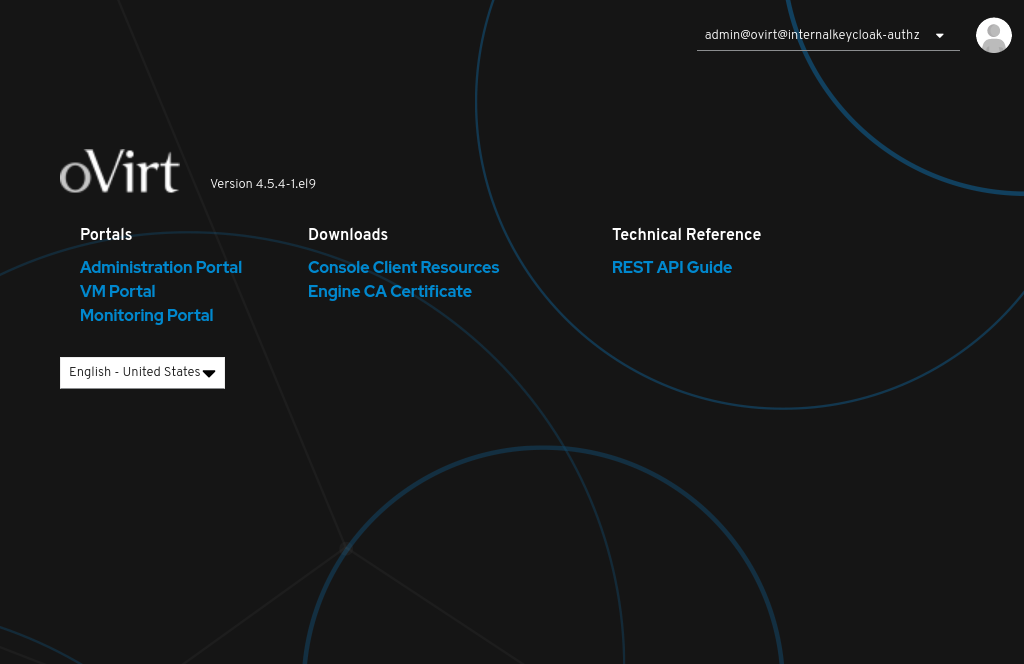 admin@ovirt@internalkeycloak-authz
oVirt
Version 4.5.4-1.el9
Portals
Administration Portal
VM Portal
Monitoring Portal
Downloads
Console Client Resources
Engine CA Certificate
Technical Reference
REST API Guide
English - United States